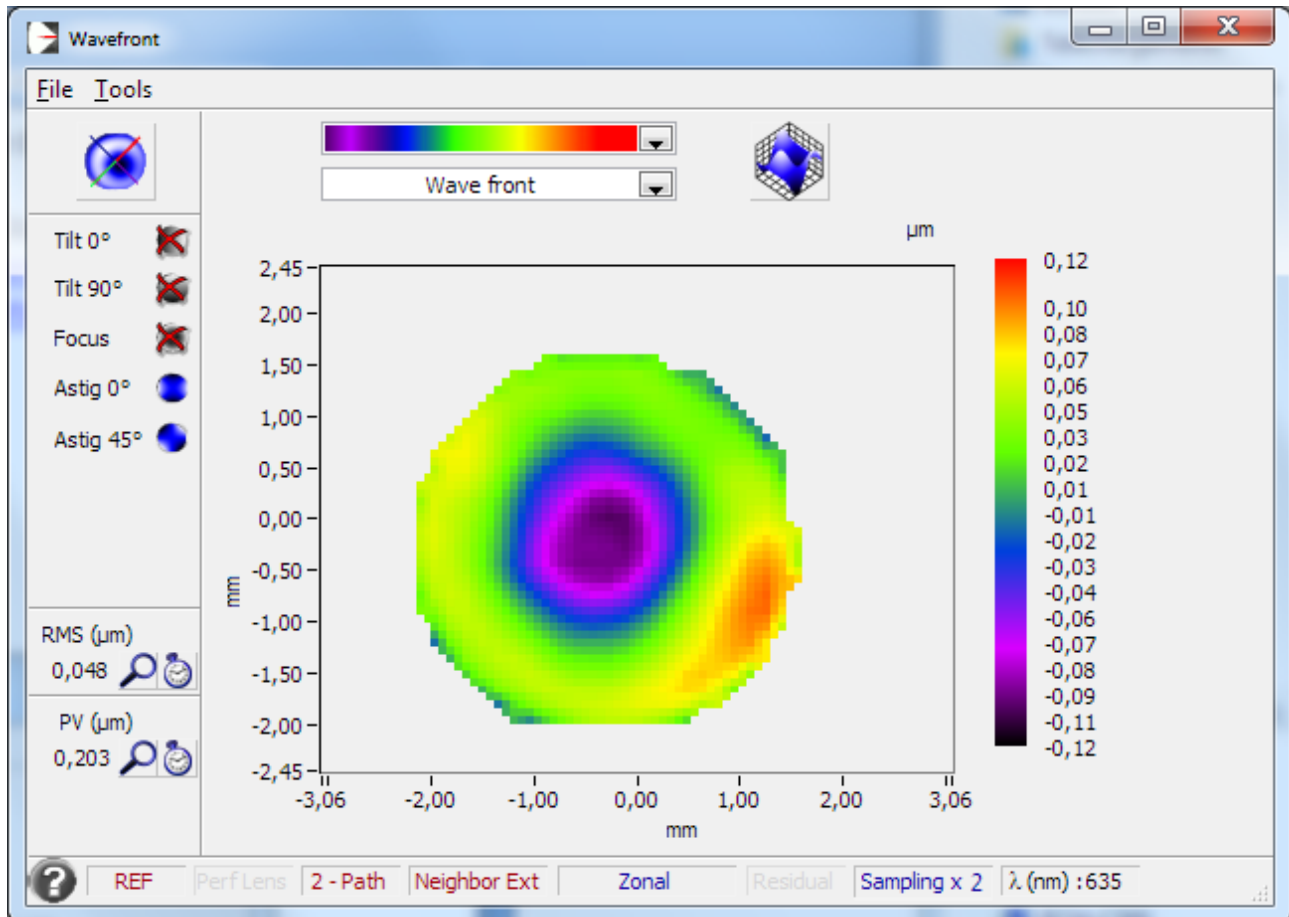 Wavefront
File Tools
Wave front
Tilt 0°
Tilt 90°
Focus
Astig 0°
Astig 45°
RMS (µm)
0,048
PV (µm)
0,203
2,45
2,00
1,50
1,00
0,50
0,00
-0,50
-1,00
-1,50
-2,00
-2,45
mm
-3,06 -2,00 -1,00 0,00 1,00 2,00 3,06
mm
µm
0,12
0,10
0,08
0,07
0,06
0,05
0,03
0,02
0,01
-0,01
-0,02
-0,03
-0,04
-0,06
-0,07
-0,08
-0,09
-0,11
-0,12
REF Perf Lens 2 - Path Neighbor Ext Zonal Residual Sampling x 2 λ (nm) : 635